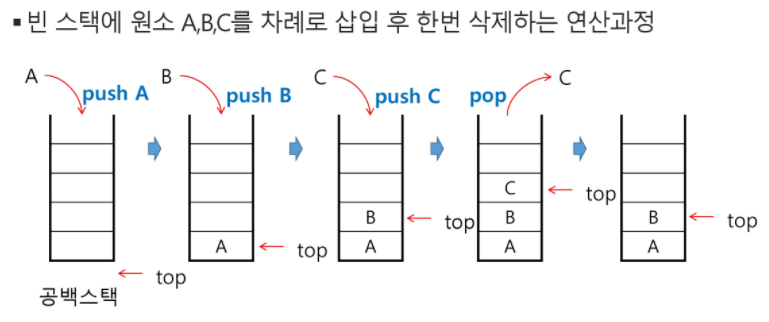 ▪ 빈 스택에 원소 A,B,C를 차례로 삽입 후 한번 삭제하는 연산과정
A push A B push B C push C pop C
C top
B top B top B top
A top A A A
top
공백스택